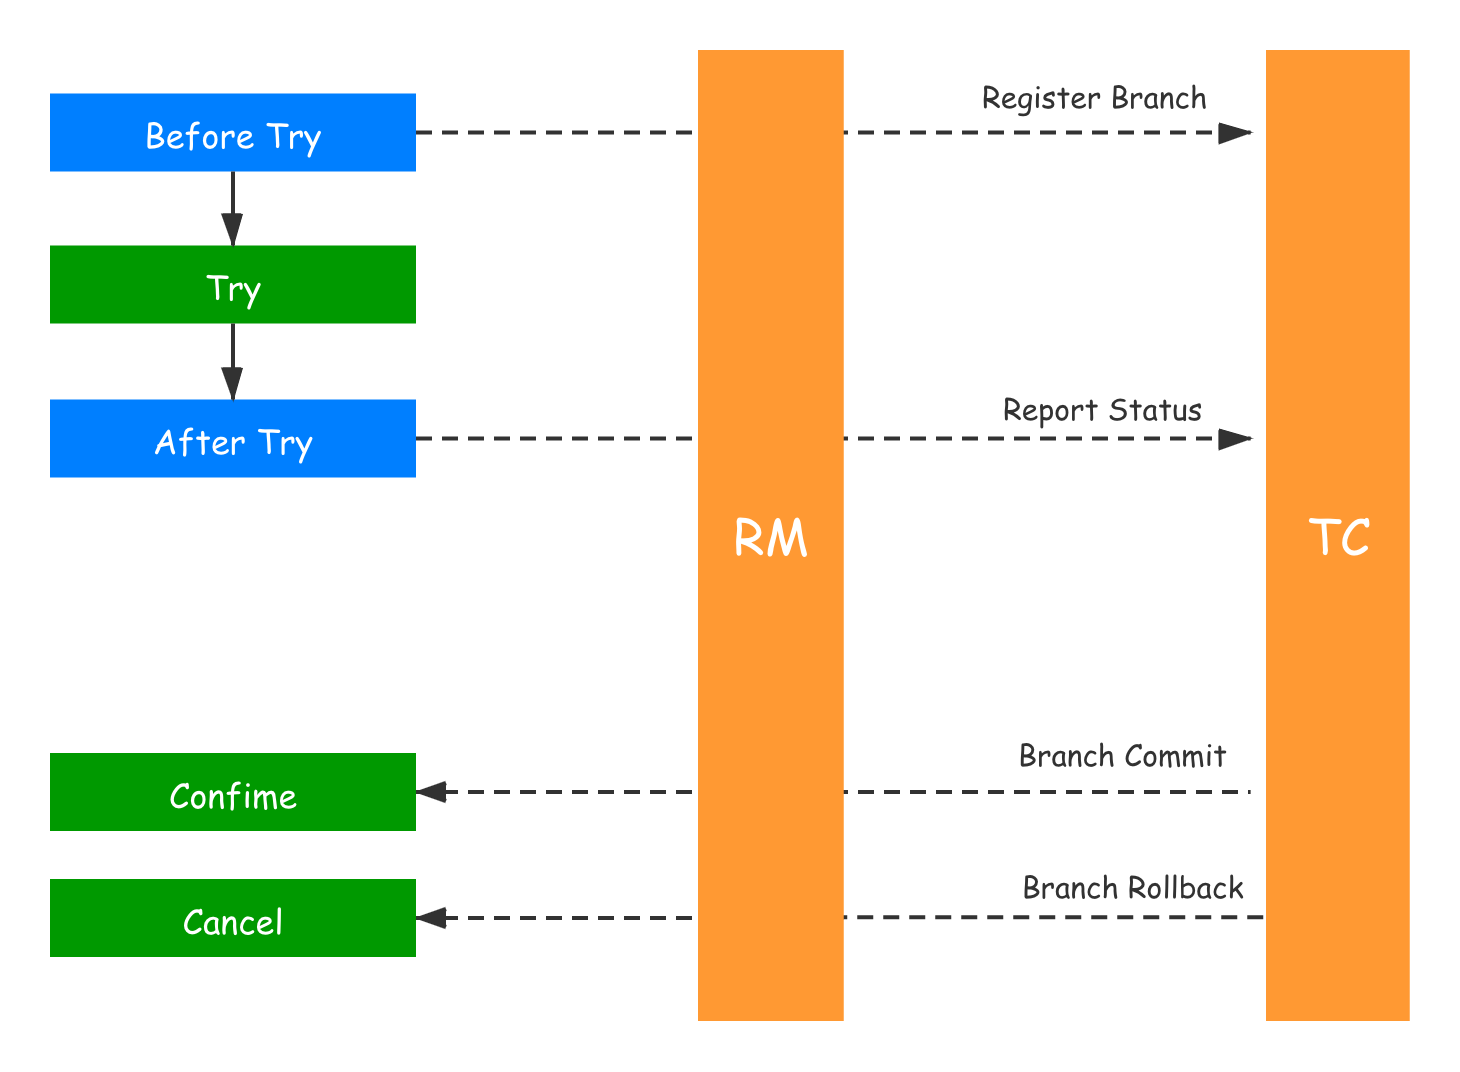 Register Branch
Before Try
Try
Report Status
After Try
RM
TC
Branch Commit
Confime
Branch Rollback
Cancel